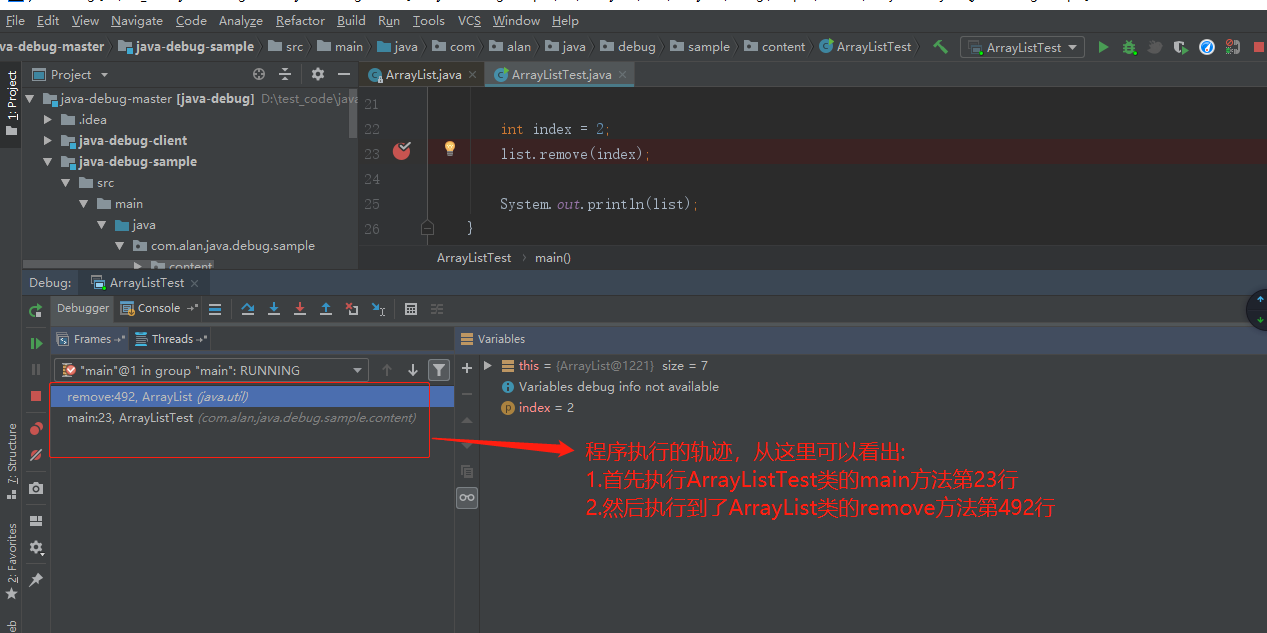 File Edit View Navigate Code Analyze Refactor Build Run Tools VCS Window Help
va-debug-master java-debug-sample src main java com alan java debug sample content ArrayListTest ArrayListTest
1: Project
Project
ArrayList.java ArrayListTest.java
java-debug-master [java-debug] D:\test_code\java
.idea
java-debug-client
java-debug-sample
src
main
java
com.alan.java.debug.sample
content
21
22 int index = 2;
23 list.remove(index);
24
25 System.out.println(list);
26 }
ArrayListTest main()
Debug: ArrayListTest
Debugger Console
Frames Threads
Variables
"main"@1 in group "main": RUNNING
remove:492, ArrayList (java.util)
main:23, ArrayListTest (com.alan.java.debug.sample.content)
this = {ArrayList@1221} size = 7
Variables debug info not available
index = 2
程序执行的轨迹，从这里可以看出:
1.首先执行ArrayListTest类的main方法第23行
2.然后执行到了ArrayList类的remove方法第492行
7: Structure
2: Favorites
eb